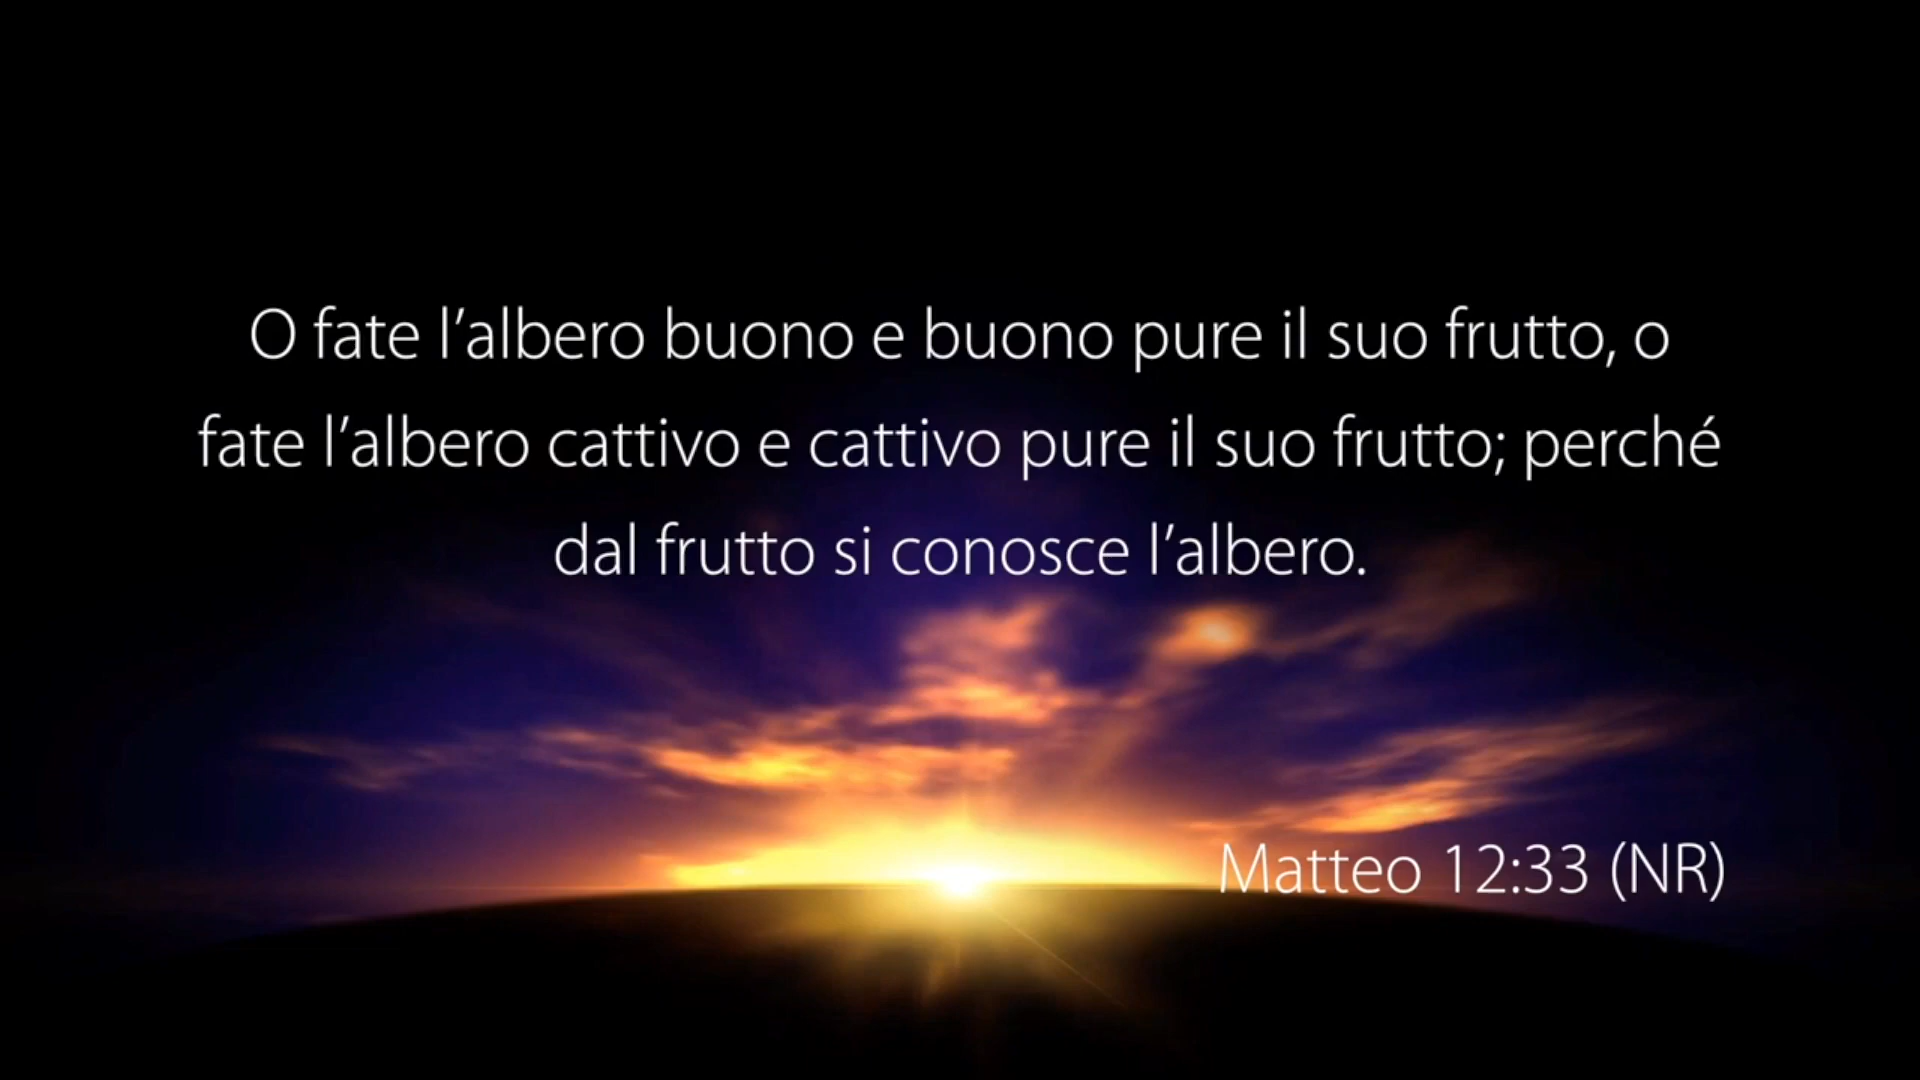 O fate l’albero buono e buono pure il suo frutto, o
fate l’albero cattivo e cattivo pure il suo frutto; perché
dal frutto si conosce l’albero.
Matteo 12:33 (NR)